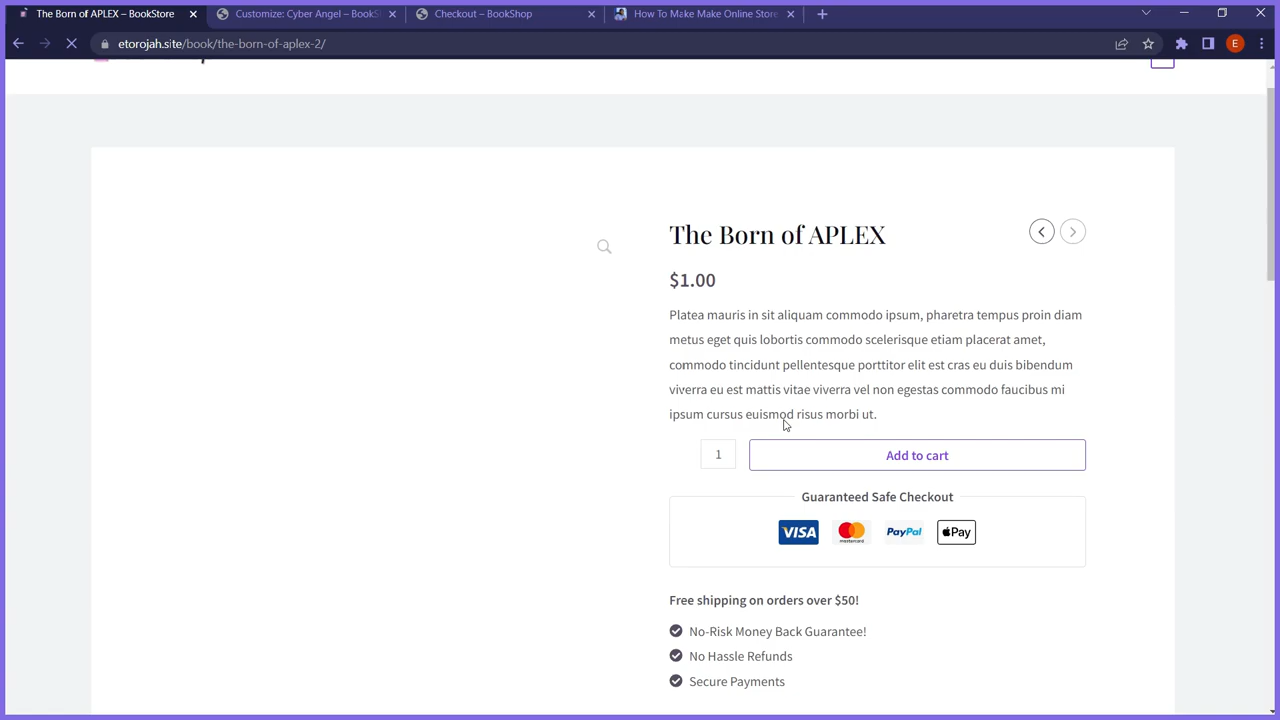 The Born of APLEX – BookStore
Customize: Cyber Angel – BookS
Checkout – BookShop
How To Make Make Online Store
etorojah.site/book/the-born-of-aplex-2/
E
The Born of APLEX
$1.00
Platea mauris in sit aliquam commodo ipsum, pharetra tempus proin diam
metus eget quis lobortis commodo scelerisque etiam placerat amet,
commodo tincidunt pellentesque porttitor elit est cras eu duis bibendum
viverra eu est mattis vitae viverra vel non egestas commodo faucibus mi
ipsum cursus euismod risus morbi ut.
1
Add to cart
Guaranteed Safe Checkout
VISA
mastercard
PayPal
Pay
Free shipping on orders over $50!
No-Risk Money Back Guarantee!
No Hassle Refunds
Secure Payments